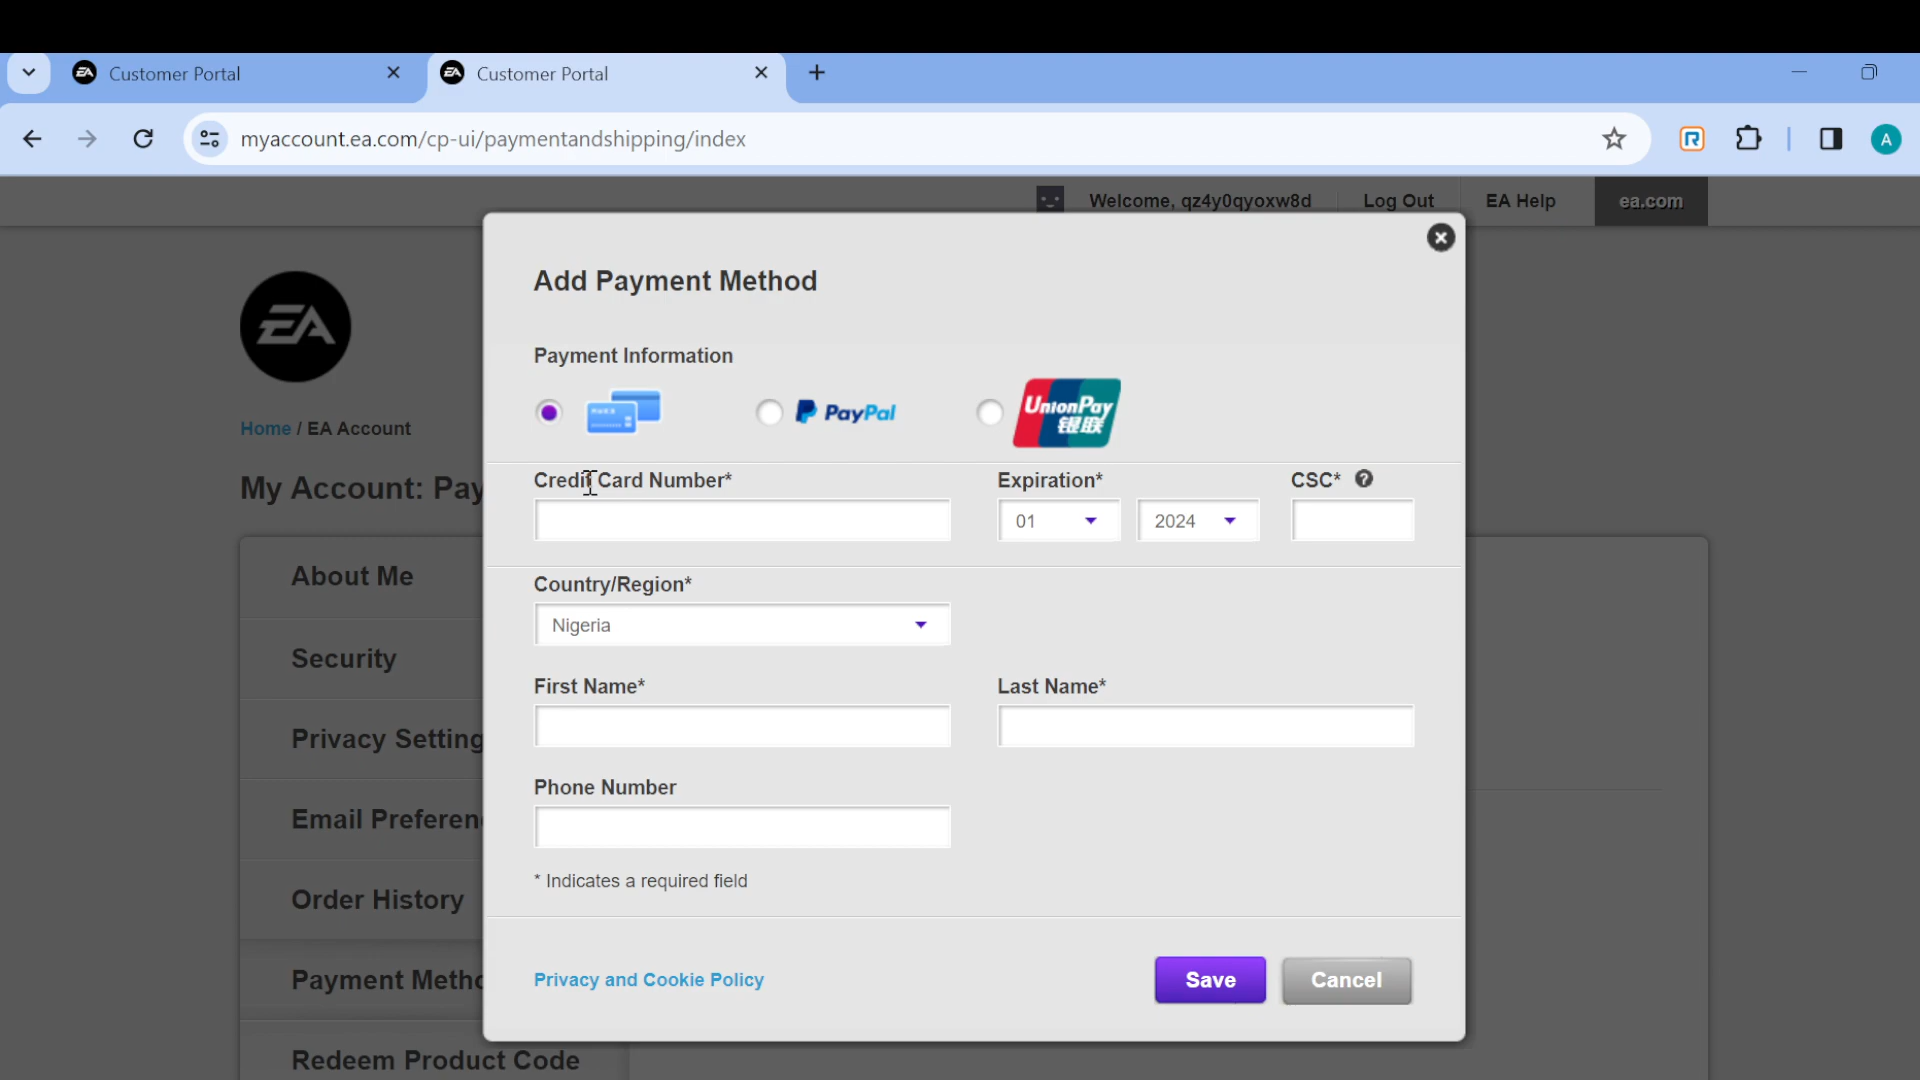 Customer Portal
Customer Portal
myaccount.ea.com/cp-ui/paymentandshipping/index
A
Welcome, qz4y0qyoxw8d
Log Out
EA Help
ea.com
EA
Home / EA Account
My Account: Pay
About Me
Security
Privacy Setting
Email Preferen
Order History
Payment Metho
Redeem Product Code
Add Payment Method
Payment Information
PayPal
UnionPay
银联
Credit Card Number*
Expiration*
CSC* ?
01
2024
Country/Region*
Nigeria
First Name*
Last Name*
Phone Number
* Indicates a required field
Privacy and Cookie Policy
Save
Cancel